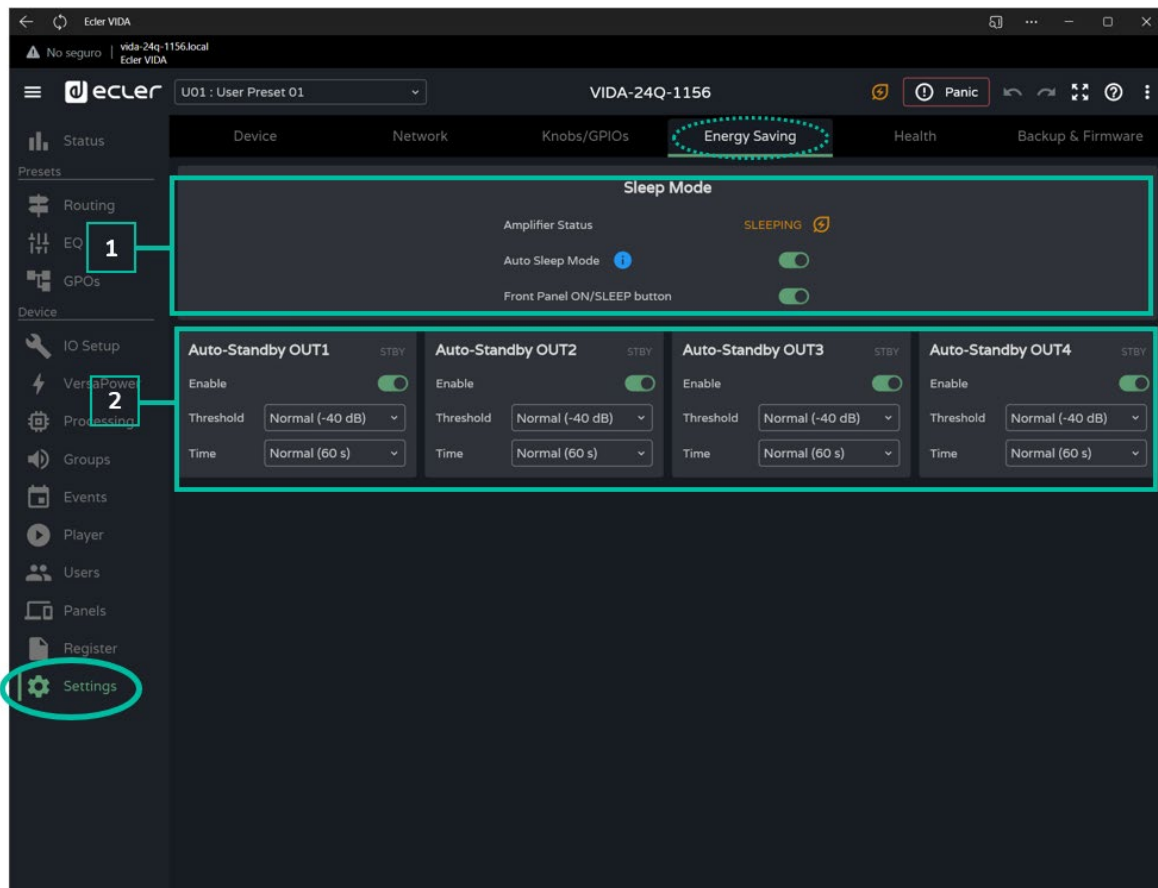 Ecler VIDA
No seguro
vida-24q-1156.local
Ecler VIDA
ecler
U01 : User Preset 01
VIDA-24Q-1156
Panic
Status
Presets
Routing
EQ
GPOs
Device
IO Setup
VersaPower
Processing
Groups
Events
Player
Users
Panels
Register
Settings
Device
Network
Knobs/GPIOs
Energy Saving
Health
Backup & Firmware
1
Sleep Mode
Amplifier Status
SLEEPING
Auto Sleep Mode
Front Panel ON/SLEEP button
2
Auto-Standby OUT1 STBY
Enable
Threshold Normal (-40 dB)
Time Normal (60 s)
Auto-Standby OUT2 STBY
Enable
Threshold Normal (-40 dB)
Time Normal (60 s)
Auto-Standby OUT3 STBY
Enable
Threshold Normal (-40 dB)
Time Normal (60 s)
Auto-Standby OUT4 STBY
Enable
Threshold Normal (-40 dB)
Time Normal (60 s)